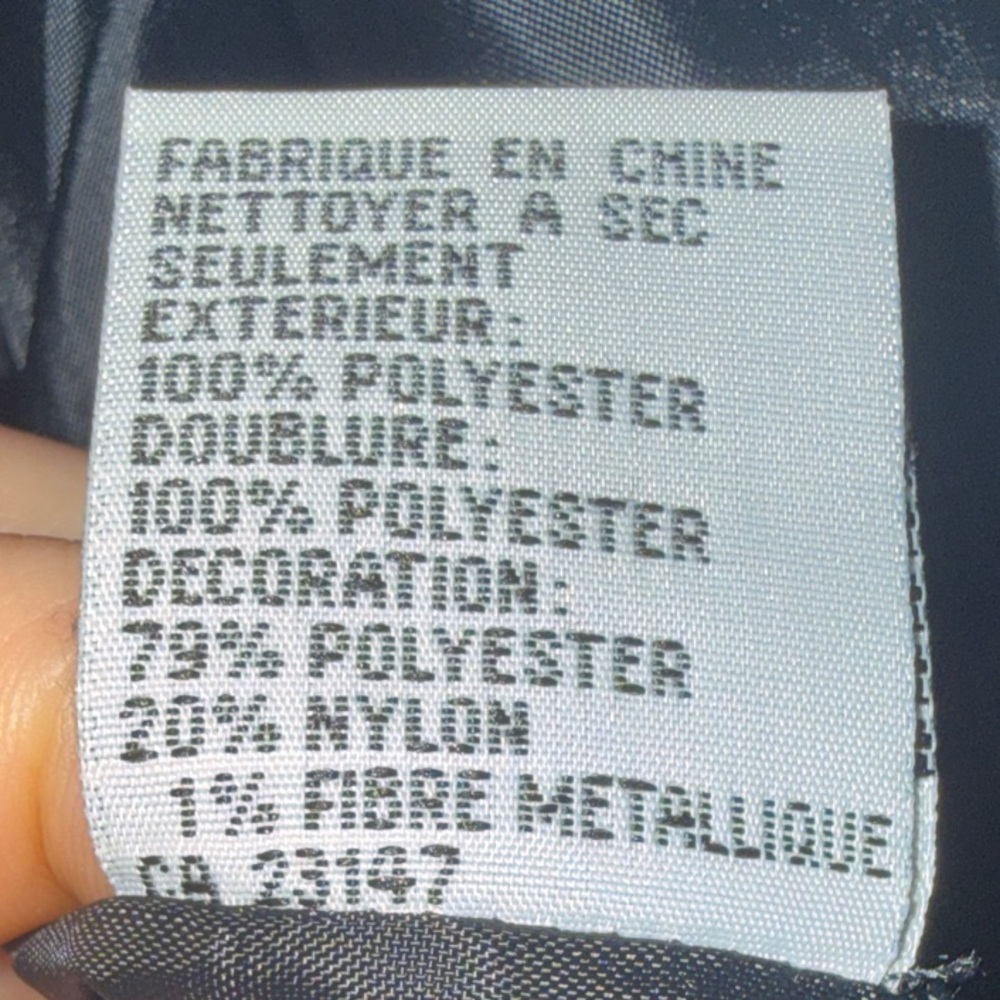 FABRIQUE EN CHINE
NETTOYER A SEC
SEULEMENT
EXTERIEUR:
100% POLYESTER
DOUBLURE:
100% POLYESTER
DECORATION:
79% POLYESTER
20% NYLON
1% FIBRE METALLIQUE
CA 23197